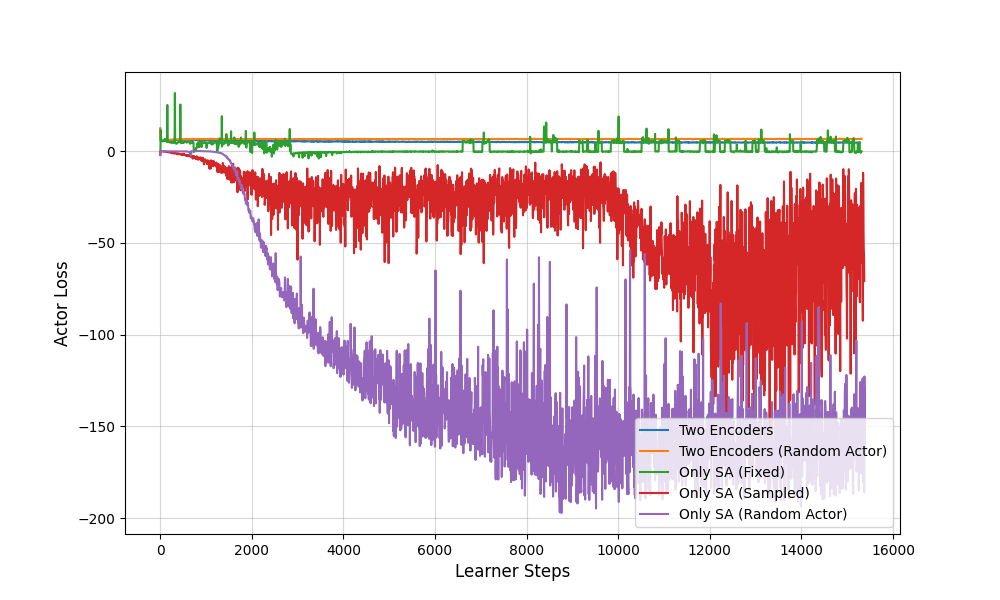 0
−50
−100
−150
−200
Actor Loss
Two Encoders
Two Encoders (Random Actor)
Only SA (Fixed)
Only SA (Sampled)
Only SA (Random Actor)
0
2000
4000
6000
8000
10000
12000
14000
16000
Learner Steps